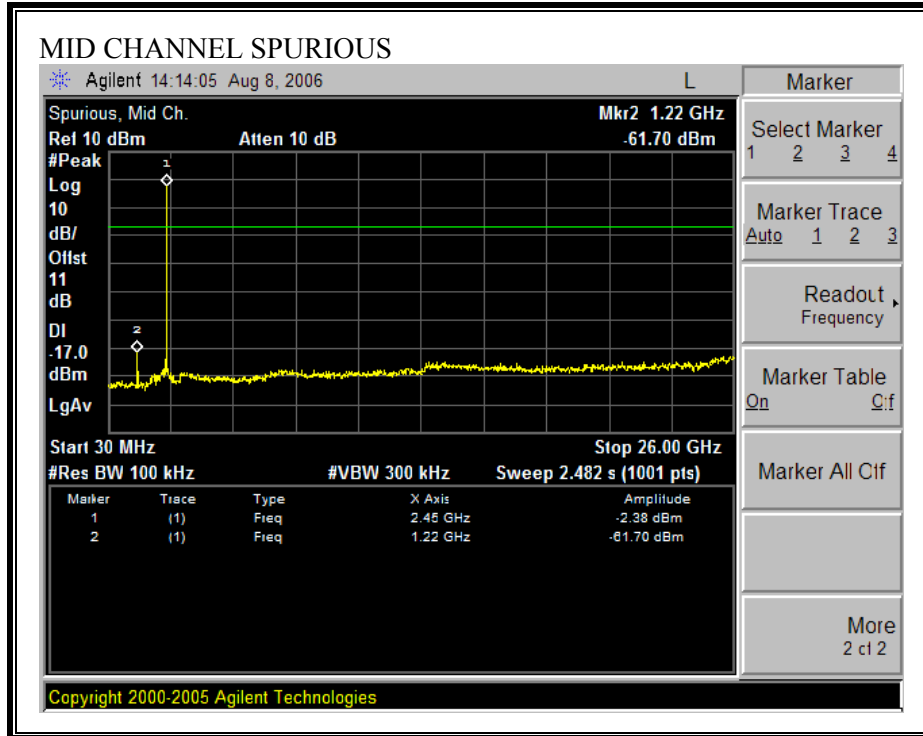 MID CHANNEL SPURIOUS
Agilent 14:14:05 Aug 8, 2006 L Marker
Spurious, Mid Ch. Mkr2 1.22 GHz
Ref 10 dBm Atten 10 dB -61.70 dBm
#Peak
Log
10
dB/
Offst
11
dB
DI
-17.0
dBm
LgAv
1
2
Start 30 MHz Stop 26.00 GHz
#Res BW 100 kHz #VBW 300 kHz Sweep 2.482 s (1001 pts)
Marker Trace Type X Axis Amplitude
1 (1) Freq 2.45 GHz -2.38 dBm
2 (1) Freq 1.22 GHz -61.70 dBm
Select Marker
1 2 3 4
Marker Trace
Auto 1 2 3
Readout
Frequency
Marker Table
On Off
Marker All Off
More
2 of 2
Copyright 2000-2005 Agilent Technologies